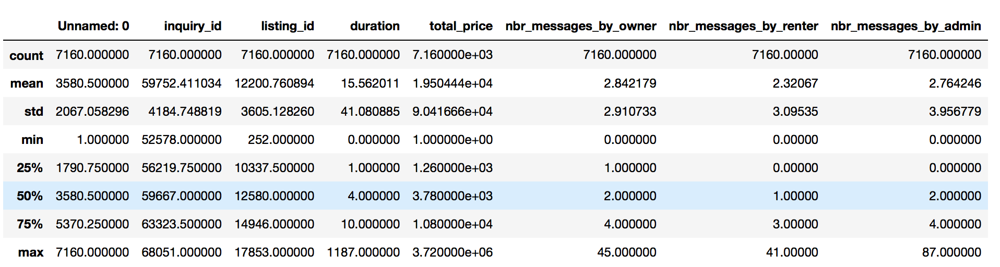 Unnamed: 0 inquiry_id listing_id duration total_price nbr_messages_by_owner nbr_messages_by_renter nbr_messages_by_admin
count 7160.000000 7160.000000 7160.000000 7160.000000 7.160000e+03 7160.000000 7160.00000 7160.000000
mean 3580.500000 59752.411034 12200.760894 15.562011 1.950444e+04 2.842179 2.32067 2.764246
std 2067.058296 4184.748819 3605.128260 41.080885 9.041666e+04 2.910733 3.09535 3.956779
min 1.000000 52578.000000 252.000000 0.000000 1.000000e+00 0.000000 0.00000 0.000000
25% 1790.750000 56219.750000 10337.500000 1.000000 1.260000e+03 1.000000 0.00000 0.000000
50% 3580.500000 59667.000000 12580.000000 4.000000 3.780000e+03 2.000000 1.00000 2.000000
75% 5370.250000 63323.500000 14946.000000 10.000000 1.080000e+04 4.000000 3.00000 4.000000
max 7160.000000 68051.000000 17853.000000 1187.000000 3.720000e+06 45.000000 41.00000 87.000000